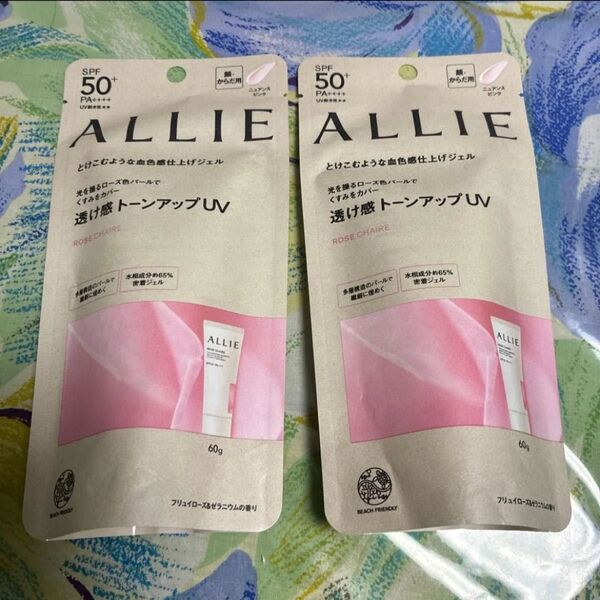 SPF
50+
PA++++
UV耐水性★★
顔・
からだ用
ニュアンス
ピンク
ALLIE
とけこむような血色感仕上げジェル
光を操るローズ色パールで
くすみをカバー
透け感 トーンアップ UV
ROSE CHAIRE
多層構造のパールで
繊細に煌めく
水相成分約65%
密着ジェル
ALLIE
60g
BEACH FRIENDLY
フリュイローズ&ゼラニウムの香り
SPF
50+
PA++++
UV耐水性★★
顔・
からだ用
ニュアンス
ピンク
ALLIE
とけこむような血色感仕上げジェル
光を操るローズ色パールで
くすみをカバー
透け感 トーンアップ UV
ROSE CHAIRE
多層構造のパールで
繊細に煌めく
水相成分約65%
密着ジェル
ALLIE
60g
BEACH FRIENDLY
フリュイローズ&ゼラニウムの香り